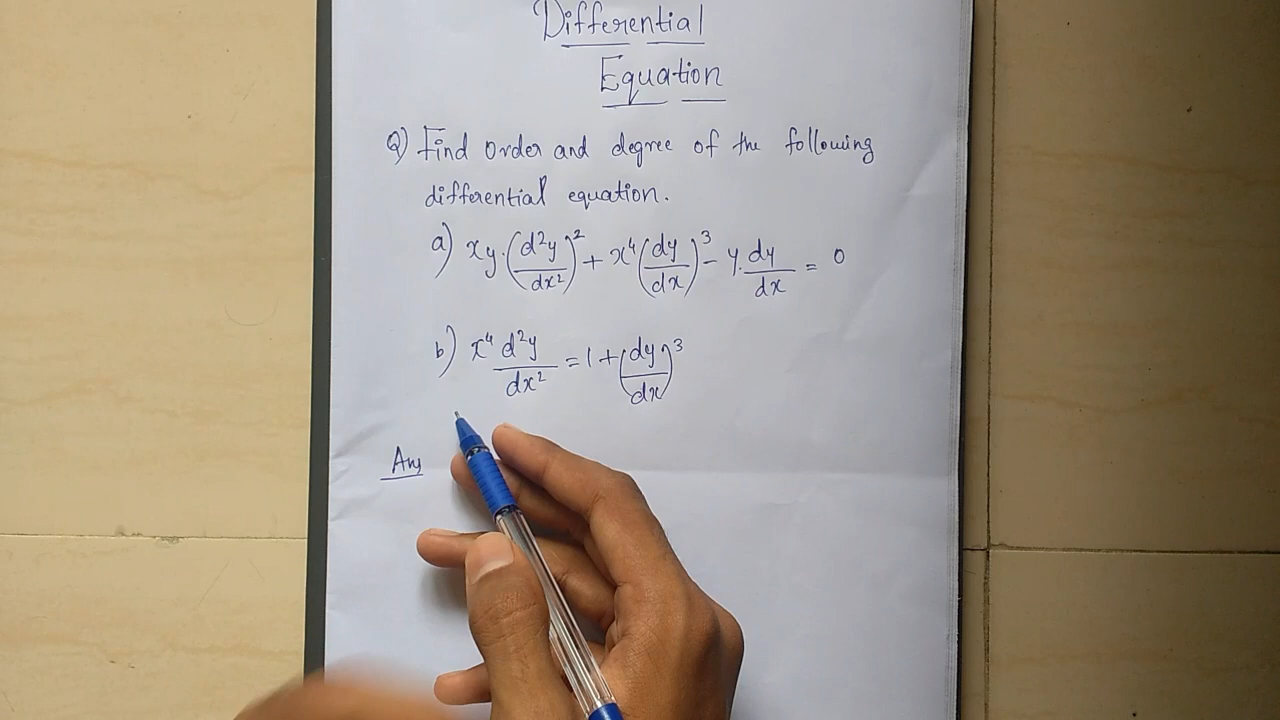 Differential
Equation
Q) Find order and degree of the following
differential equation.
a) xy.(d²y/dx²)² + x⁴(dy/dx)³ - y.dy/dx = 0
b) x⁴ d²y/dx² = 1 + (dy/dx)³
Ans